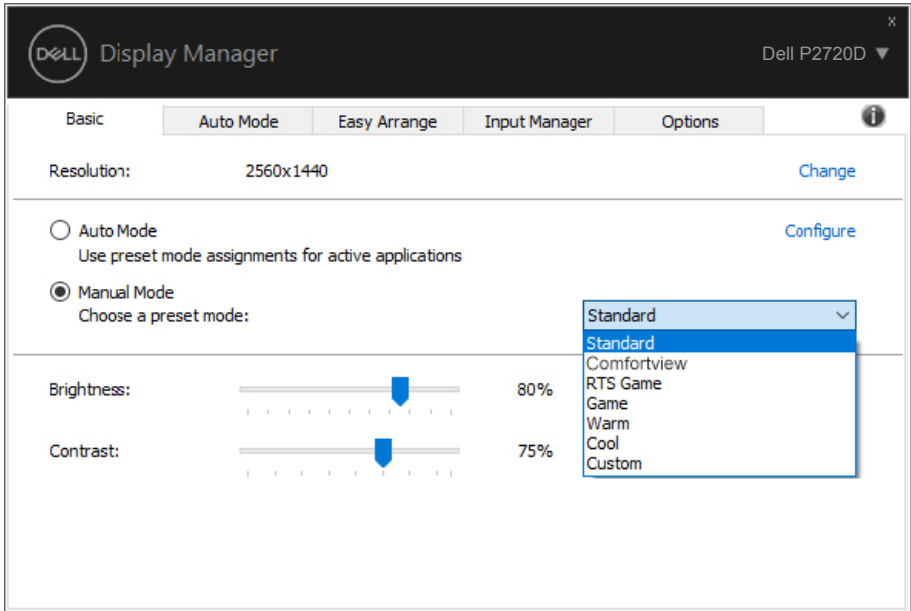 x
DELL Display Manager
Dell P2720D ▼
Basic Auto Mode Easy Arrange Input Manager Options i
Resolution: 2560x1440 Change
Auto Mode Configure
Use preset mode assignments for active applications
Manual Mode
Choose a preset mode: Standard
Standard
Comfortview
RTS Game
Game
Warm
Cool
Custom
Brightness: 80%
Contrast: 75%